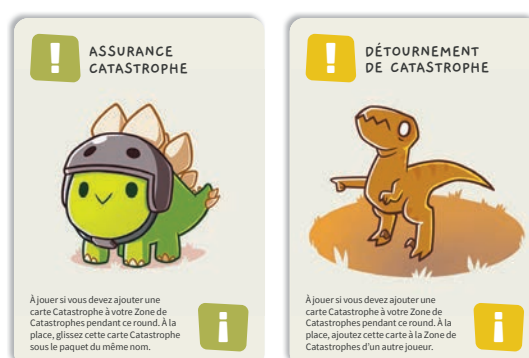 !
ASSURANCE
CATASTROPHE
À jouer si vous devez ajouter une
carte Catastrophe à votre Zone de
Catastrophes pendant ce round. À la
place, glissez cette carte Catastrophe
sous le paquet du même nom.
i
!
DÉTOURNEMENT
DE CATASTROPHE
À jouer si vous devez ajouter une
carte Catastrophe à votre Zone de
Catastrophes pendant ce round. À la
place, ajoutez cette carte à la Zone de
Catastrophes d'un autre joueur.
i